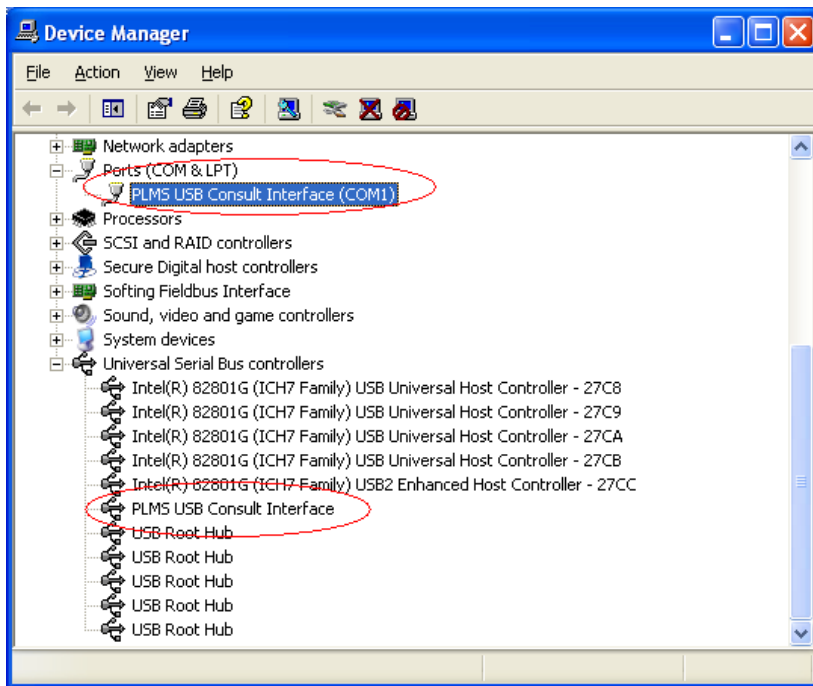 Device Manager
File Action View Help
Network adapters
Ports (COM & LPT)
PLMS USB Consult Interface (COM1)
Processors
SCSI and RAID controllers
Secure Digital host controllers
Softing Fieldbus Interface
Sound, video and game controllers
System devices
Universal Serial Bus controllers
Intel(R) 82801G (ICH7 Family) USB Universal Host Controller - 27C8
Intel(R) 82801G (ICH7 Family) USB Universal Host Controller - 27C9
Intel(R) 82801G (ICH7 Family) USB Universal Host Controller - 27CA
Intel(R) 82801G (ICH7 Family) USB Universal Host Controller - 27CB
Intel(R) 82801G (ICH7 Family) USB2 Enhanced Host Controller - 27CC
PLMS USB Consult Interface
USB Root Hub
USB Root Hub
USB Root Hub
USB Root Hub
USB Root Hub